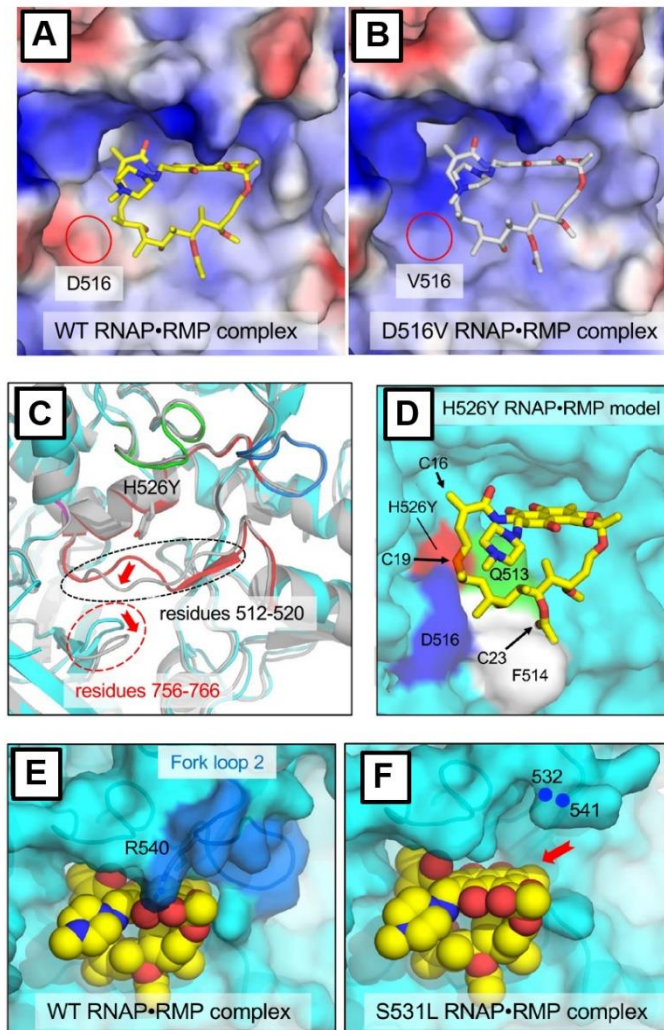 A
D516
WT RNAP•RMP complex
B
V516
D516V RNAP•RMP complex
C
H526Y
residues 512-520
residues 756-766
D
H526Y RNAP•RMP model
C16
H526Y
C19
Q513
D516
C23
F514
E
Fork loop 2
R540
WT RNAP•RMP complex
F
532
541
S531L RNAP•RMP complex